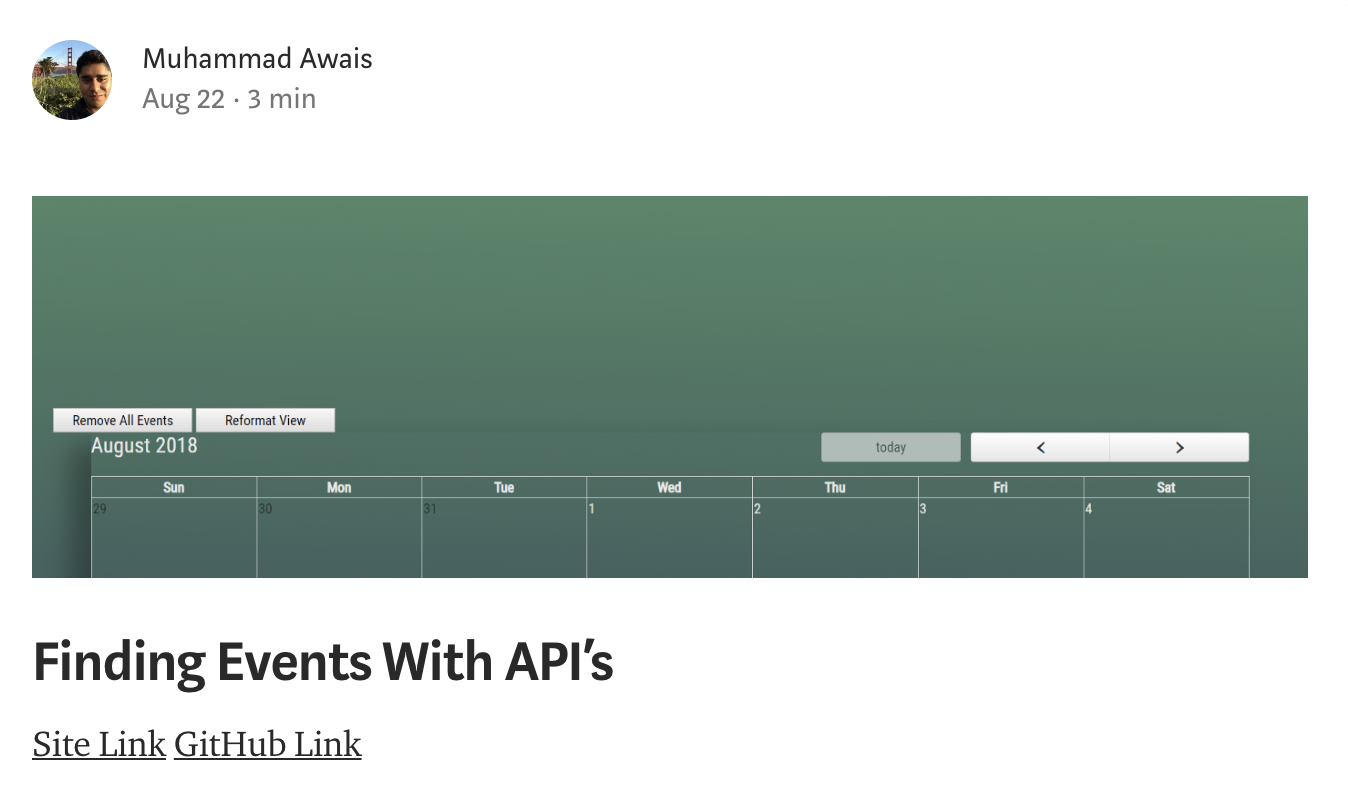 Muhammad Awais
Aug 22 · 3 min
Remove All Events Reformat View
August 2018 today < >
Sun Mon Tue Wed Thu Fri Sat
29 30 31 1 2 3 4
Finding Events With API’s
Site Link GitHub Link